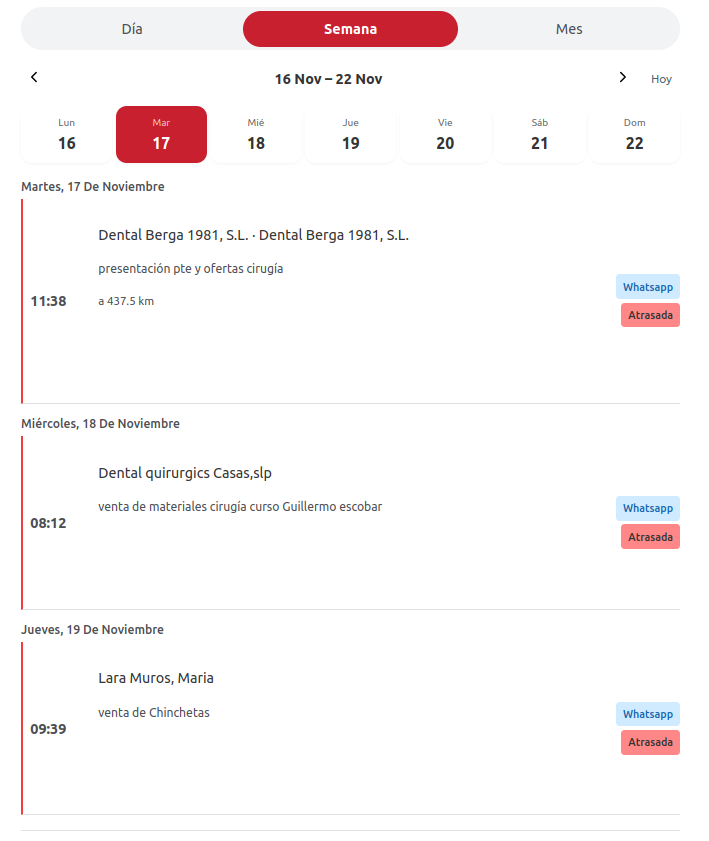 Día Semana Mes
16 Nov – 22 Nov Hoy
Lun Mar Mié Jue Vie Sáb Dom
16 17 18 19 20 21 22
Martes, 17 De Noviembre
Dental Berga 1981, S.L. · Dental Berga 1981, S.L.
presentación pte y ofertas cirugía
11:38
a 437.5 km
Whatsapp
Atrasada
Miércoles, 18 De Noviembre
Dental quirurgics Casas,slp
venta de materiales cirugía curso Guillermo escobar
08:12
Whatsapp
Atrasada
Jueves, 19 De Noviembre
Lara Muros, Maria
venta de Chinchetas
09:39
Whatsapp
Atrasada